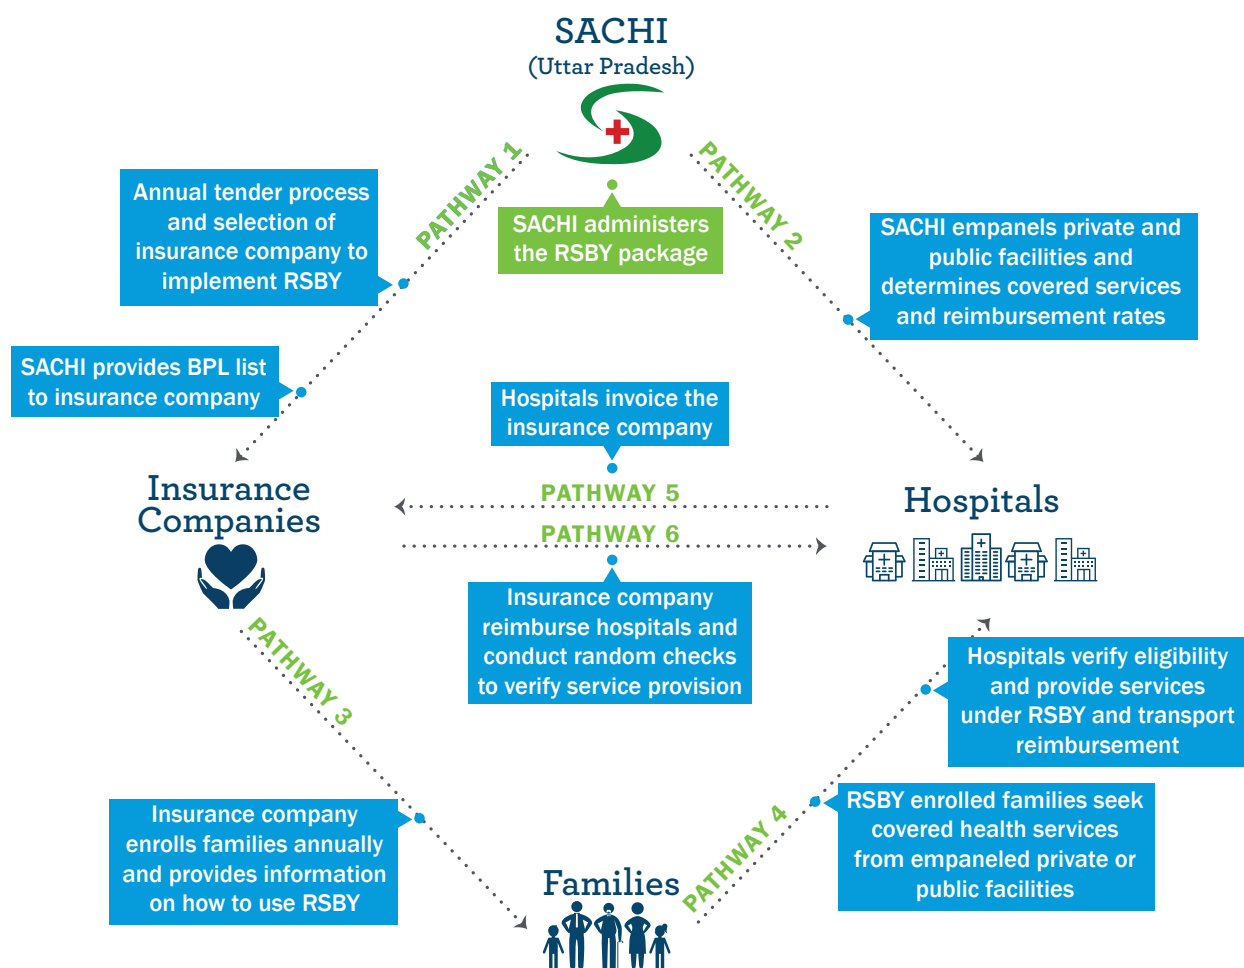 SACHI
(Uttar Pradesh)
PATHWAY 1
PATHWAY 2
Annual tender process
and selection of
insurance company to
implement RSBY
SACHI administers
the RSBY package
SACHI empanels private and
public facilities and
determines covered services
and reimbursement rates
SACHI provides BPL list
to insurance company
Hospitals invoice the
insurance company
Insurance
Companies
PATHWAY 5
PATHWAY 6
Hospitals
Insurance company
reimburse hospitals and
conduct random checks
to verify service provision
PATHWAY 3
Hospitals verify eligibility
and provide services
under RSBY and transport
reimbursement
Insurance company
enrolls families annually
and provides information
on how to use RSBY
PATHWAY 4
RSBY enrolled families seek
covered health services
from empaneled private or
public facilities
Families